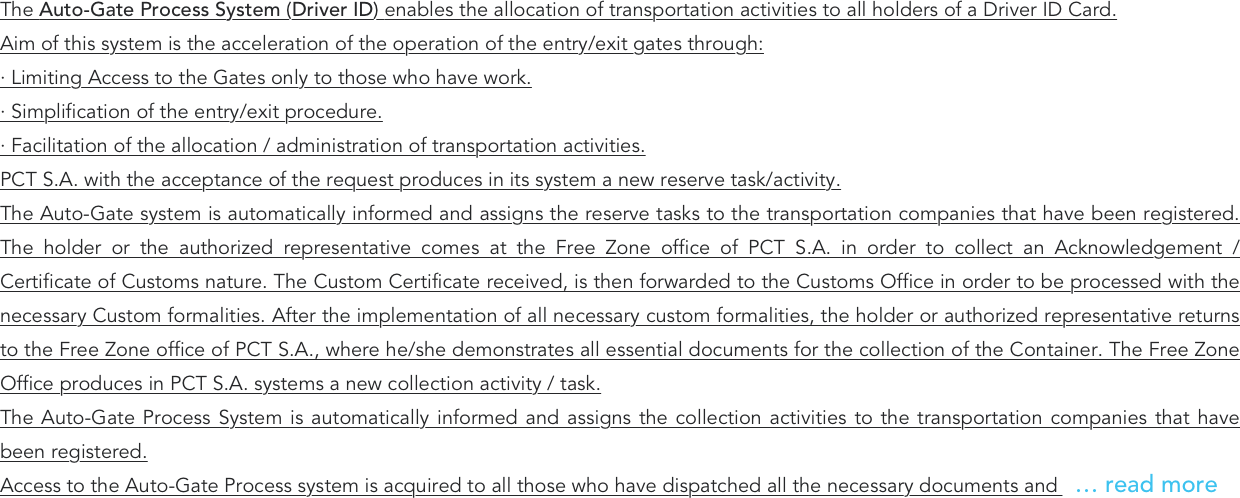 The Auto-Gate Process System (Driver ID) enables the allocation of transportation activities to all holders of a Driver ID Card.
Aim of this system is the acceleration of the operation of the entry/exit gates through:
· Limiting Access to the Gates only to those who have work.
· Simplification of the entry/exit procedure.
· Facilitation of the allocation / administration of transportation activities.
PCT S.A. with the acceptance of the request produces in its system a new reserve task/activity.
The Auto-Gate system is automatically informed and assigns the reserve tasks to the transportation companies that have been registered.
The holder or the authorized representative comes at the Free Zone office of PCT S.A. in order to collect an Acknowledgement /
Certificate of Customs nature. The Custom Certificate received, is then forwarded to the Customs Office in order to be processed with the
necessary Custom formalities. After the implementation of all necessary custom formalities, the holder or authorized representative returns
to the Free Zone office of PCT S.A., where he/she demonstrates all essential documents for the collection of the Container. The Free Zone
Office produces in PCT S.A. systems a new collection activity / task.
The Auto-Gate Process System is automatically informed and assigns the collection activities to the transportation companies that have
been registered.
Access to the Auto-Gate Process system is acquired to all those who have dispatched all the necessary documents and ... read more